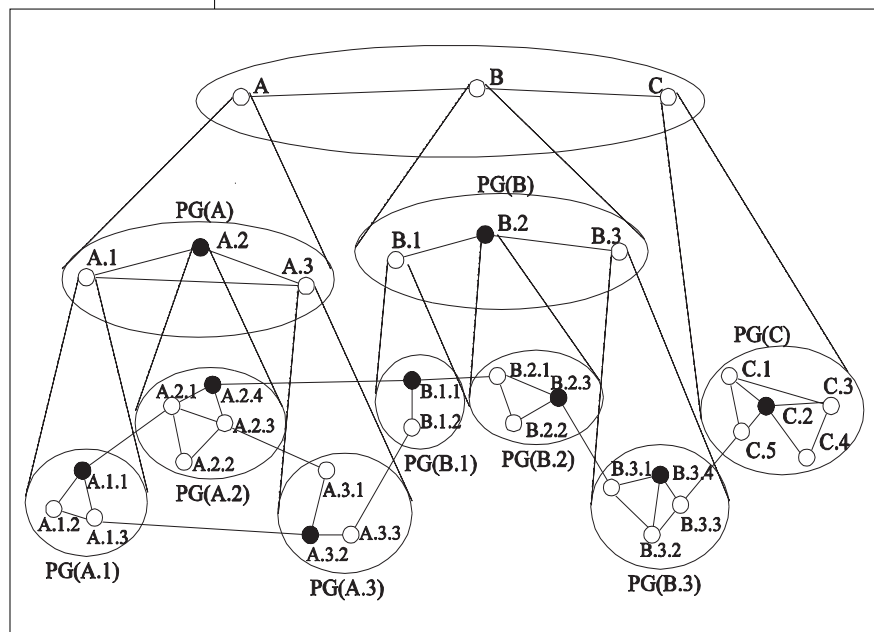 A
B
C
PG(A)
A.1
A.2
A.3
PG(B)
B.1
B.2
B.3
PG(C)
C.1
C.2
C.3
C.4
C.5
A.2.1
A.2.4
A.2.3
A.2.2
PG(A.2)
B.1.1
B.1.2
PG(B.1)
B.2.1
B.2.3
B.2.2
PG(B.2)
A.1.1
A.1.2
A.1.3
PG(A.1)
A.3.1
A.3.2
A.3.3
PG(A.3)
B.3.1
B.3.4
B.3.3
B.3.2
PG(B.3)